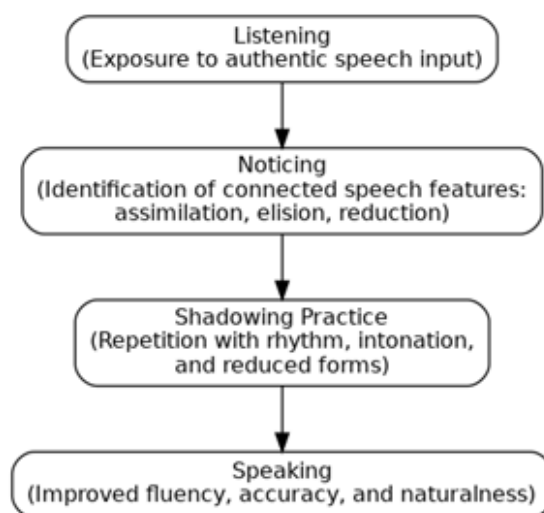 Listening
(Exposure to authentic speech input)
Noticing
(Identification of connected speech features:
assimilation, elision, reduction)
Shadowing Practice
(Repetition with rhythm, intonation,
and reduced forms)
Speaking
(Improved fluency, accuracy, and naturalness)